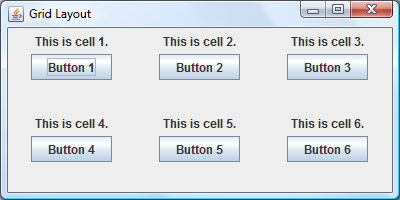 Grid Layout
This is cell 1. This is cell 2. This is cell 3.
Button 1 Button 2 Button 3
This is cell 4. This is cell 5. This is cell 6.
Button 4 Button 5 Button 6